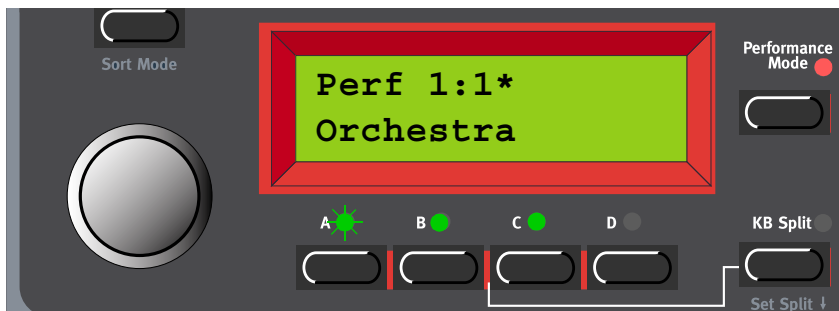 Sort Mode
Perf 1:1*
Orchestra
Performance
Mode
A
B
C
D
KB Split
Set Split ↓